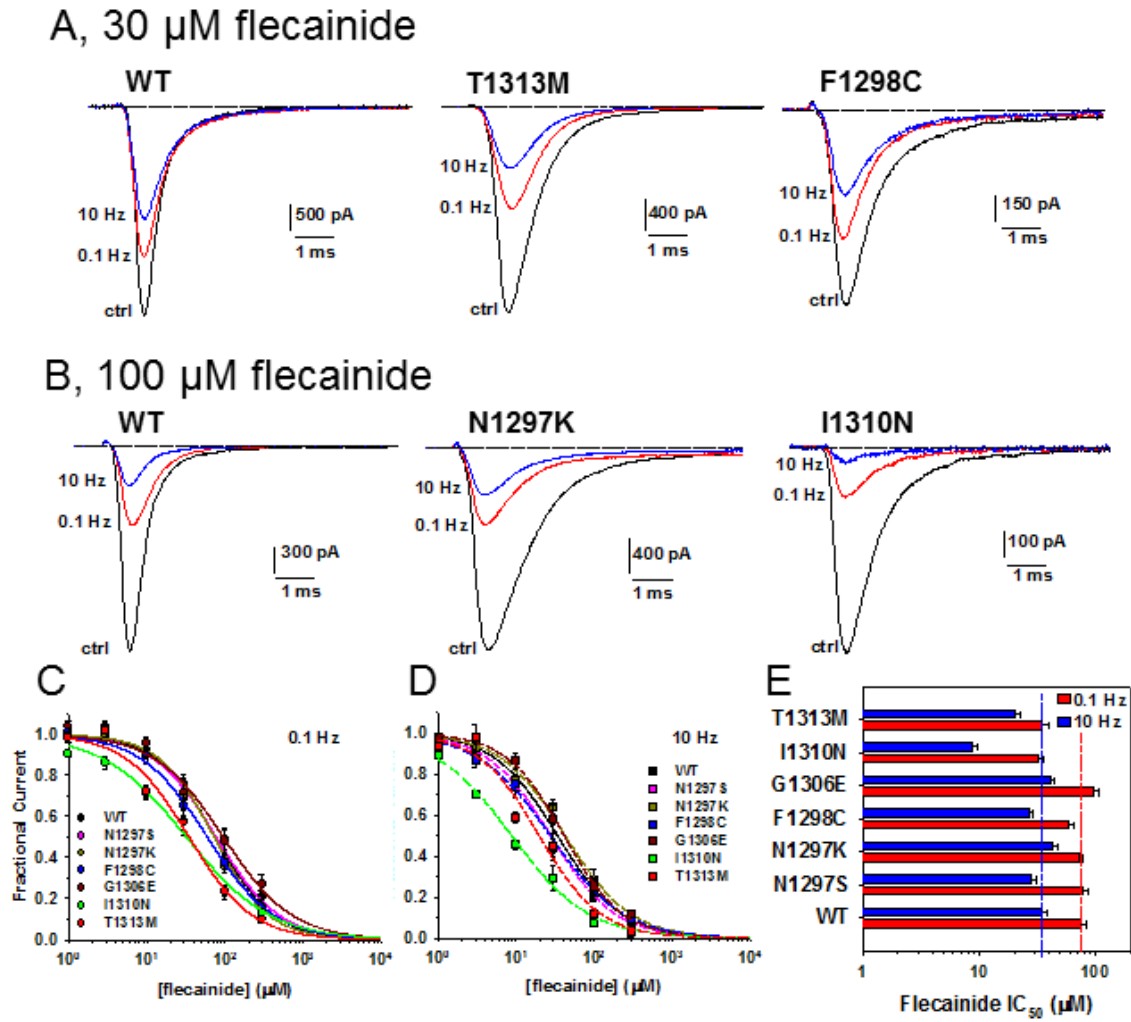 A, 30 µM flecainide
WT
T1313M
F1298C
10 Hz
0.1 Hz
ctrl
500 pA
1 ms
10 Hz
0.1 Hz
ctrl
400 pA
1 ms
10 Hz
0.1 Hz
ctrl
150 pA
1 ms
B, 100 µM flecainide
WT
N1297K
I1310N
10 Hz
0.1 Hz
ctrl
300 pA
1 ms
10 Hz
0.1 Hz
ctrl
400 pA
1 ms
10 Hz
0.1 Hz
ctrl
100 pA
1 ms
C
0.1 Hz
Fractional Current
1.0
0.8
0.6
0.4
0.2
0.0
WT
N1297S
N1297K
F1298C
G1306E
I1310N
T1313M
10⁰ 10¹ 10² 10³ 10⁴
[flecainide] (µM)
D
10 Hz
1.0
0.8
0.6
0.4
0.2
0.0
WT
N1297S
N1297K
F1298C
G1306E
I1310N
T1313M
10⁰ 10¹ 10² 10³ 10⁴
[flecainide] (µM)
E
0.1 Hz
10 Hz
T1313M
I1310N
G1306E
F1298C
N1297K
N1297S
WT
1 10 100
Flecainide IC₅₀ (µM)